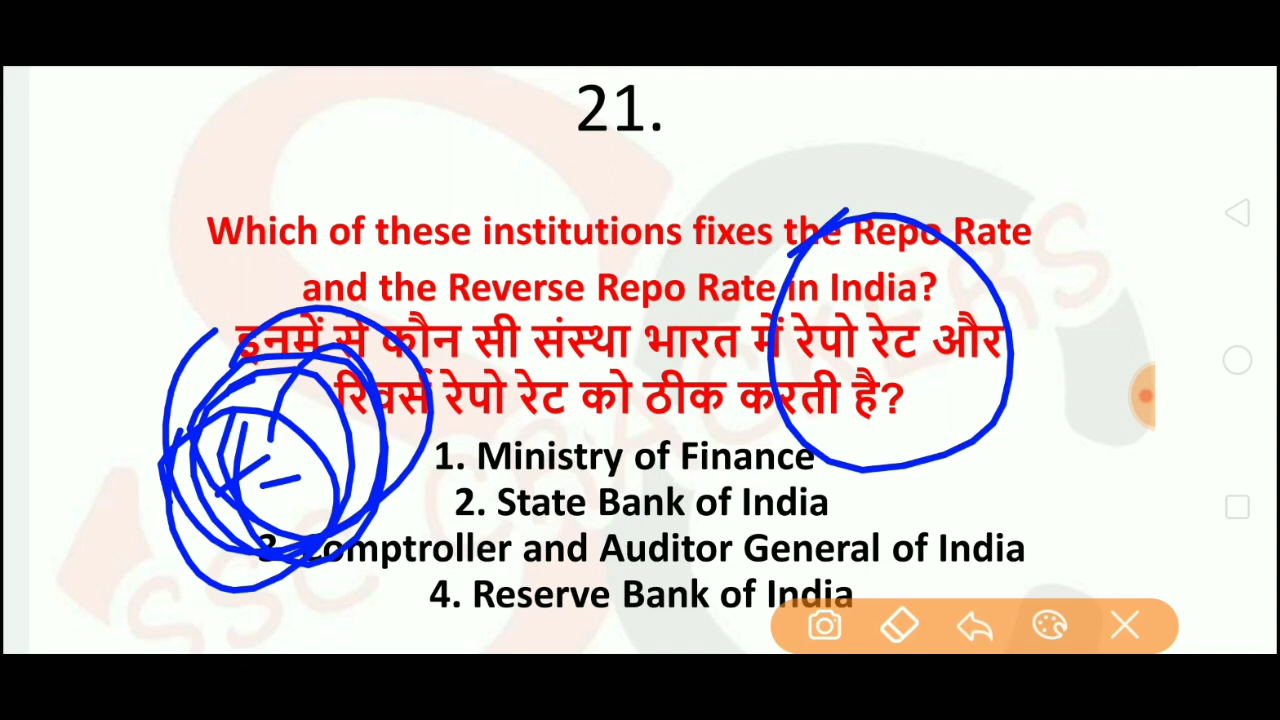 21.
Which of these institutions fixes the Repo Rate
and the Reverse Repo Rate in India?
इनमें से कौन सी संस्था भारत में रेपो रेट और
रिवर्स रेपो रेट को ठीक करती है?
1. Ministry of Finance
2. State Bank of India
3. Comptroller and Auditor General of India
4. Reserve Bank of India
SSC CRACKERS